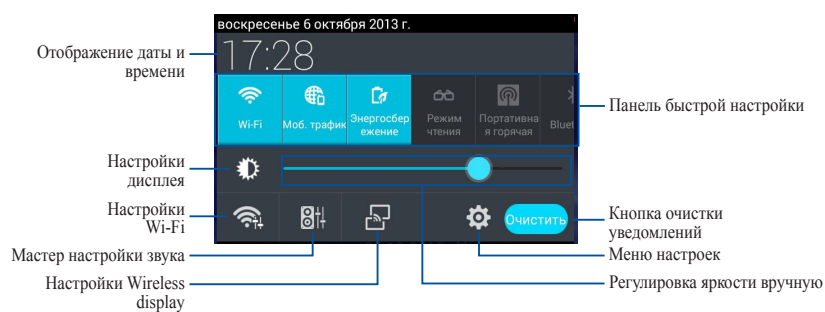 воскресенье 6 октября 2013 г.
Отображение даты и
времени
17:28
Wi-Fi
Моб. трафик
Энергосбер
ежение
Режим
чтения
Портативна
я горячая
Bluet
Панель быстрой настройки
Настройки
дисплея
Настройки
Wi-Fi
Очистить
Кнопка очистки
уведомлений
Мастер настройки звука
Меню настроек
Настройки Wireless
display
Регулировка яркости вручную